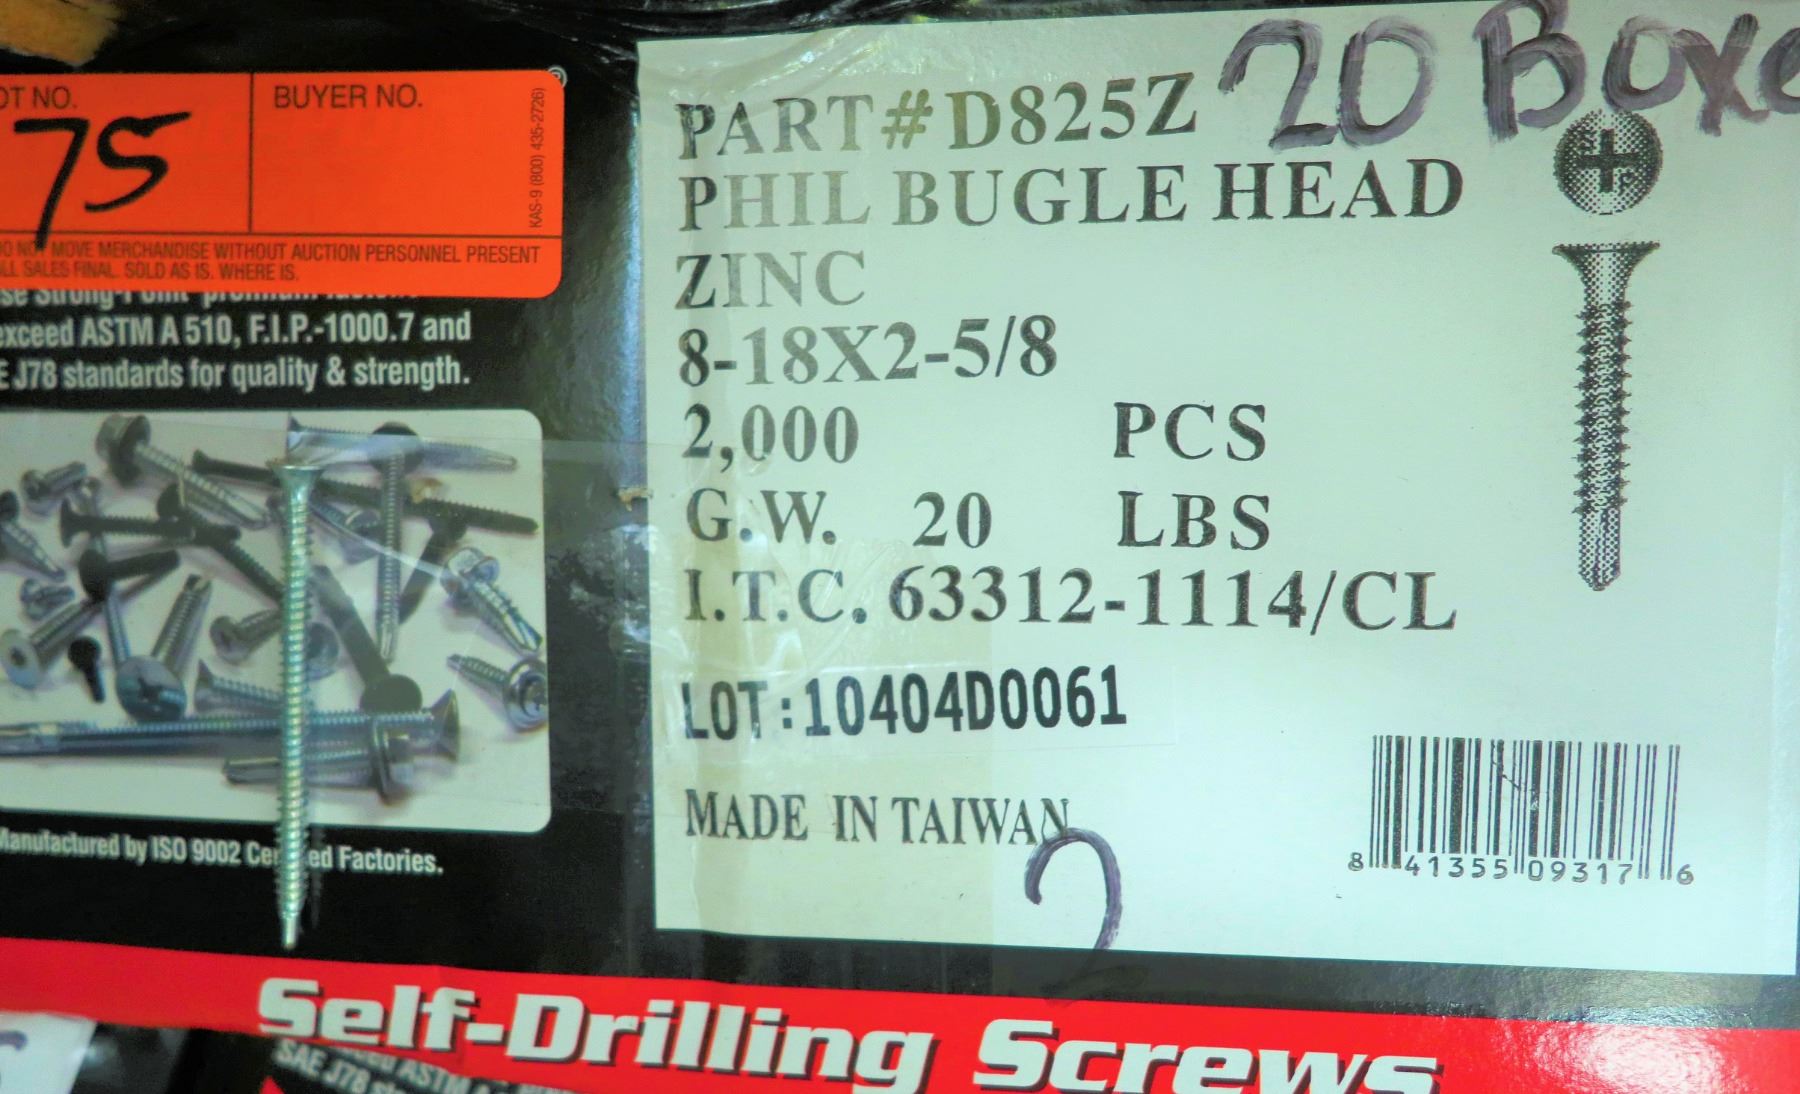 OT NO.
75
BUYER NO.
KAS-9 (800) 435-2726)
DO NOT MOVE MERCHANDISE WITHOUT AUCTION PERSONNEL PRESENT
ALL SALES FINAL. SOLD AS IS. WHERE IS.
exceed ASTM A 510, F.I.P.-1000.7 and
E J78 standards for quality & strength.
Manufactured by ISO 9002 Factories.
PART#D825Z
20 Boxe
PHIL BUGLE HEAD
ZINC
8-18X2-5/8
2,000 PCS
G.W. 20 LBS
I.T.C. 63312-1114/CL
LOT:10404D0061
MADE IN TAIWAN
2
8 41355 09317 6
Self-Drilling Screws
ASTM
SAE J78